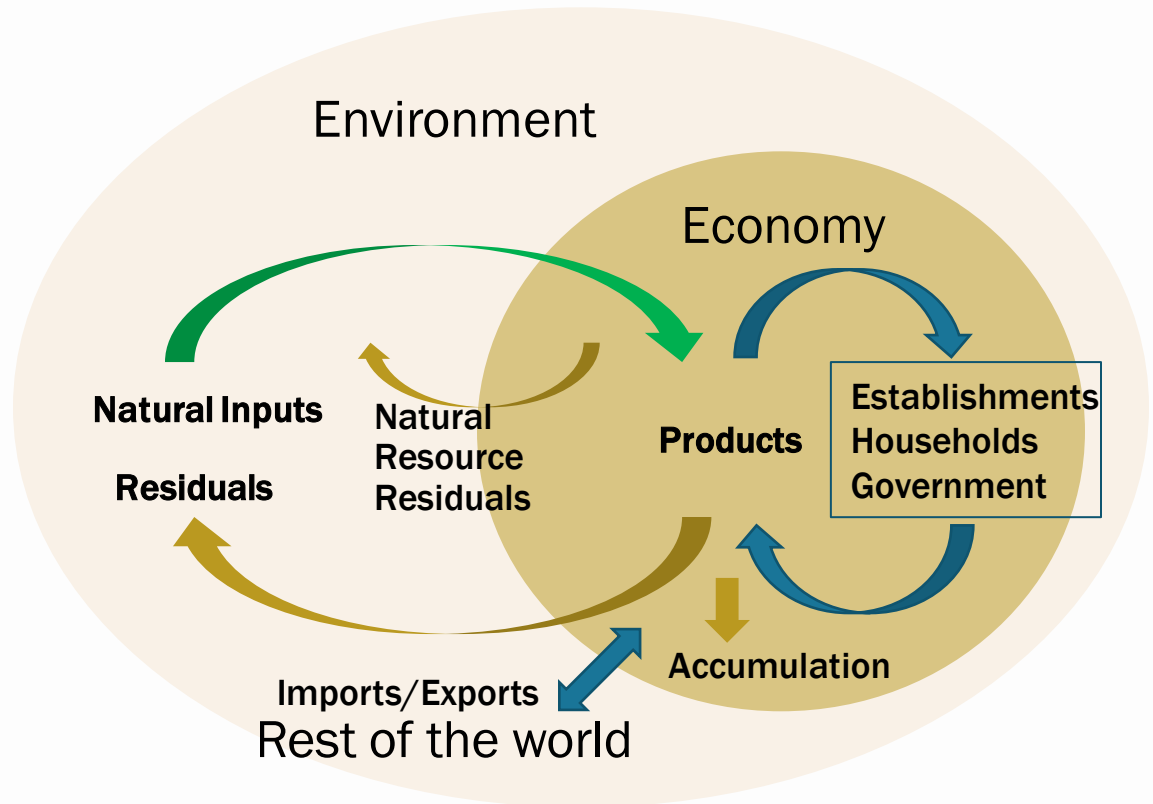 Environment
Economy
Natural Inputs
Residuals
Natural
Resource
Residuals
Products
Establishments
Households
Government
Accumulation
Imports/Exports
Rest of the world